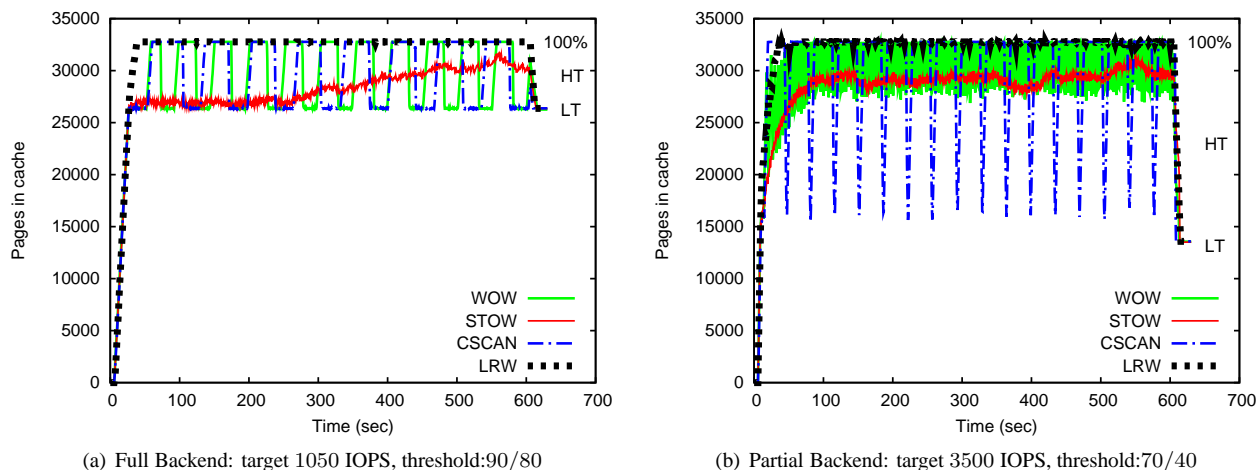 35000
30000
25000
20000
15000
10000
5000
0
Pages in cache
0 100 200 300 400 500 600 700
Time (sec)
100%
HT
LT
WOW
STOW
CSCAN
LRW
(a) Full Backend: target 1050 IOPS, threshold:90/80
35000
30000
25000
20000
15000
10000
5000
0
Pages in cache
0 100 200 300 400 500 600 700
Time (sec)
100%
HT
LT
WOW
STOW
CSCAN
LRW
(b) Partial Backend: target 3500 IOPS, threshold:70/40